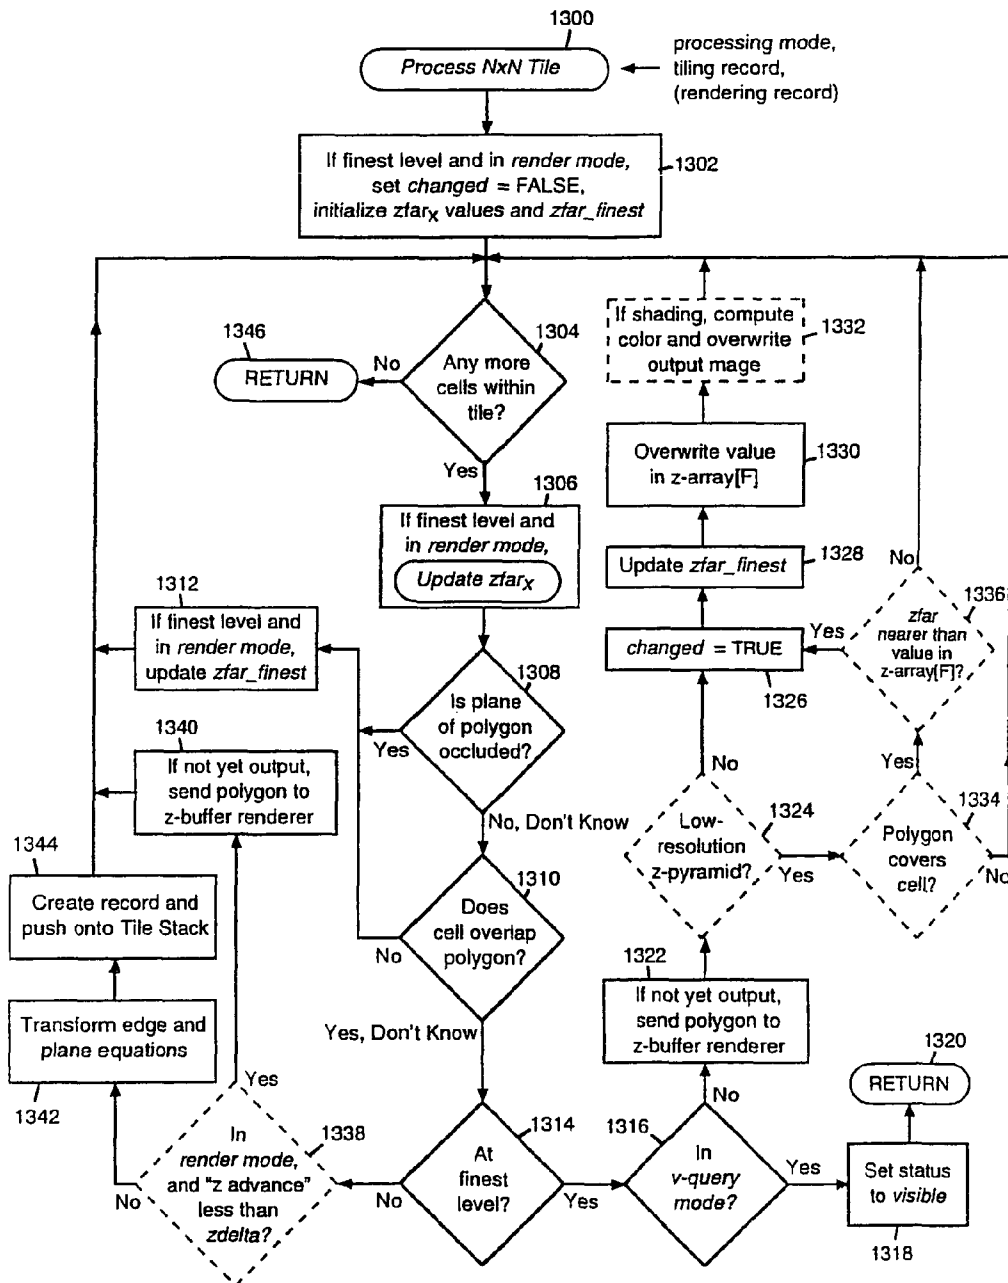 1300
Process NxN Tile
processing mode,
tiling record,
(rendering record)
If finest level and in render mode,
set changed = FALSE,
initialize zfarx values and zfar_finest
1302
1304
Any more
cells within
tile?
No
1346
RETURN
Yes
1306
If finest level and
in render mode,
Update zfarx
1312
If finest level and
in render mode,
update zfar_finest
1308
Is plane
of polygon
occluded?
Yes
No, Don't Know
1340
If not yet output,
send polygon to
z-buffer renderer
1310
Does
cell overlap
polygon?
No
Yes, Don't Know
1344
Create record and
push onto Tile Stack
Transform edge and
plane equations
1342
Yes
1338
In
render mode,
and "z advance"
less than
zdelta?
No
1314
At
finest
level?
No
Yes
1316
In
v-query
mode?
No
Yes
1320
RETURN
Set status
to visible
1318
1322
If not yet output,
send polygon to
z-buffer renderer
1324
Low-
resolution
z-pyramid?
No
Yes
1334
Polygon
covers
cell?
No
Yes
1336
zfar
nearer than
value in
z-array[F]?
No
Yes
changed = TRUE
1326
Update zfar_finest
1328
Overwrite value
in z-array[F]
1330
If shading, compute
color and overwrite
output mage
1332